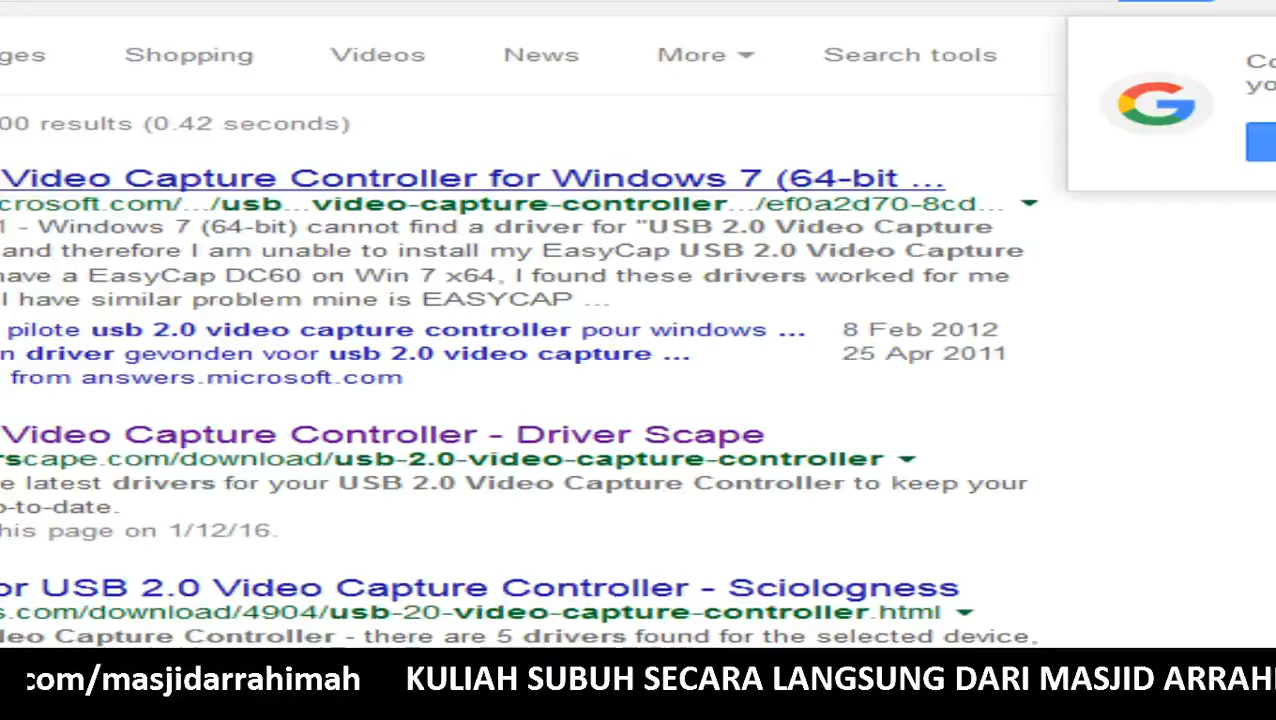 ges Shopping Videos News More Search tools
Co
yo
00 results (0.42 seconds)
Video Capture Controller for Windows 7 (64-bit ...
crosoft.com/.../usb...video-capture-controller.../ef0a2d70-8cd...
1 - Windows 7 (64-bit) cannot find a driver for "USB 2.0 Video Capture
and therefore I am unable to install my EasyCap USB 2.0 Video Capture
have a EasyCap DC60 on Win 7 x64, I found these drivers worked for me
I have similar problem mine is EASYCAP ...
pilote usb 2.0 video capture controller pour windows ... 8 Feb 2012
n driver gevonden voor usb 2.0 video capture ... 25 Apr 2011
from answers.microsoft.com
Video Capture Controller - Driver Scape
rscape.com/download/usb-2.0-video-capture-controller
e latest drivers for your USB 2.0 Video Capture Controller to keep your
o-to-date.
his page on 1/12/16.
or USB 2.0 Video Capture Controller - Sciologness
s.com/download/4904/usb-20-video-capture-controller.html
deo Capture Controller - there are 5 drivers found for the selected device,
com/masjidarrahimah KULIAH SUBUH SECARA LANGSUNG DARI MASJID ARRAHI